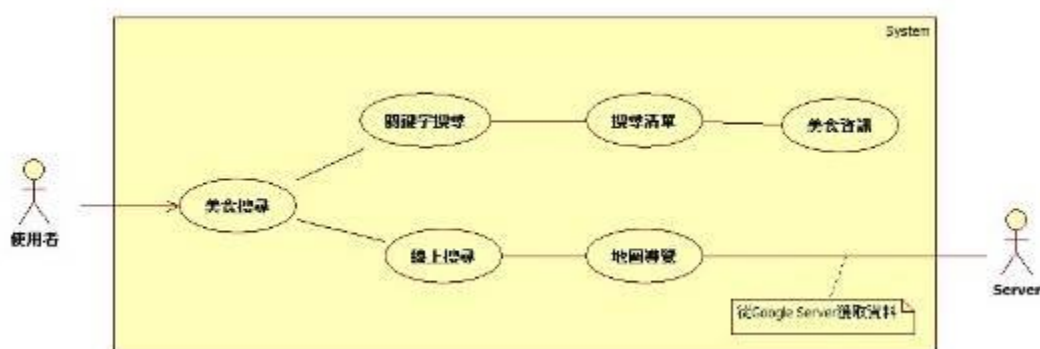 System
關鍵字搜尋
搜尋清單
美食資訊
美食搜尋
使用者
線上搜尋
地圖導覽
Server
從Google Server擷取資料